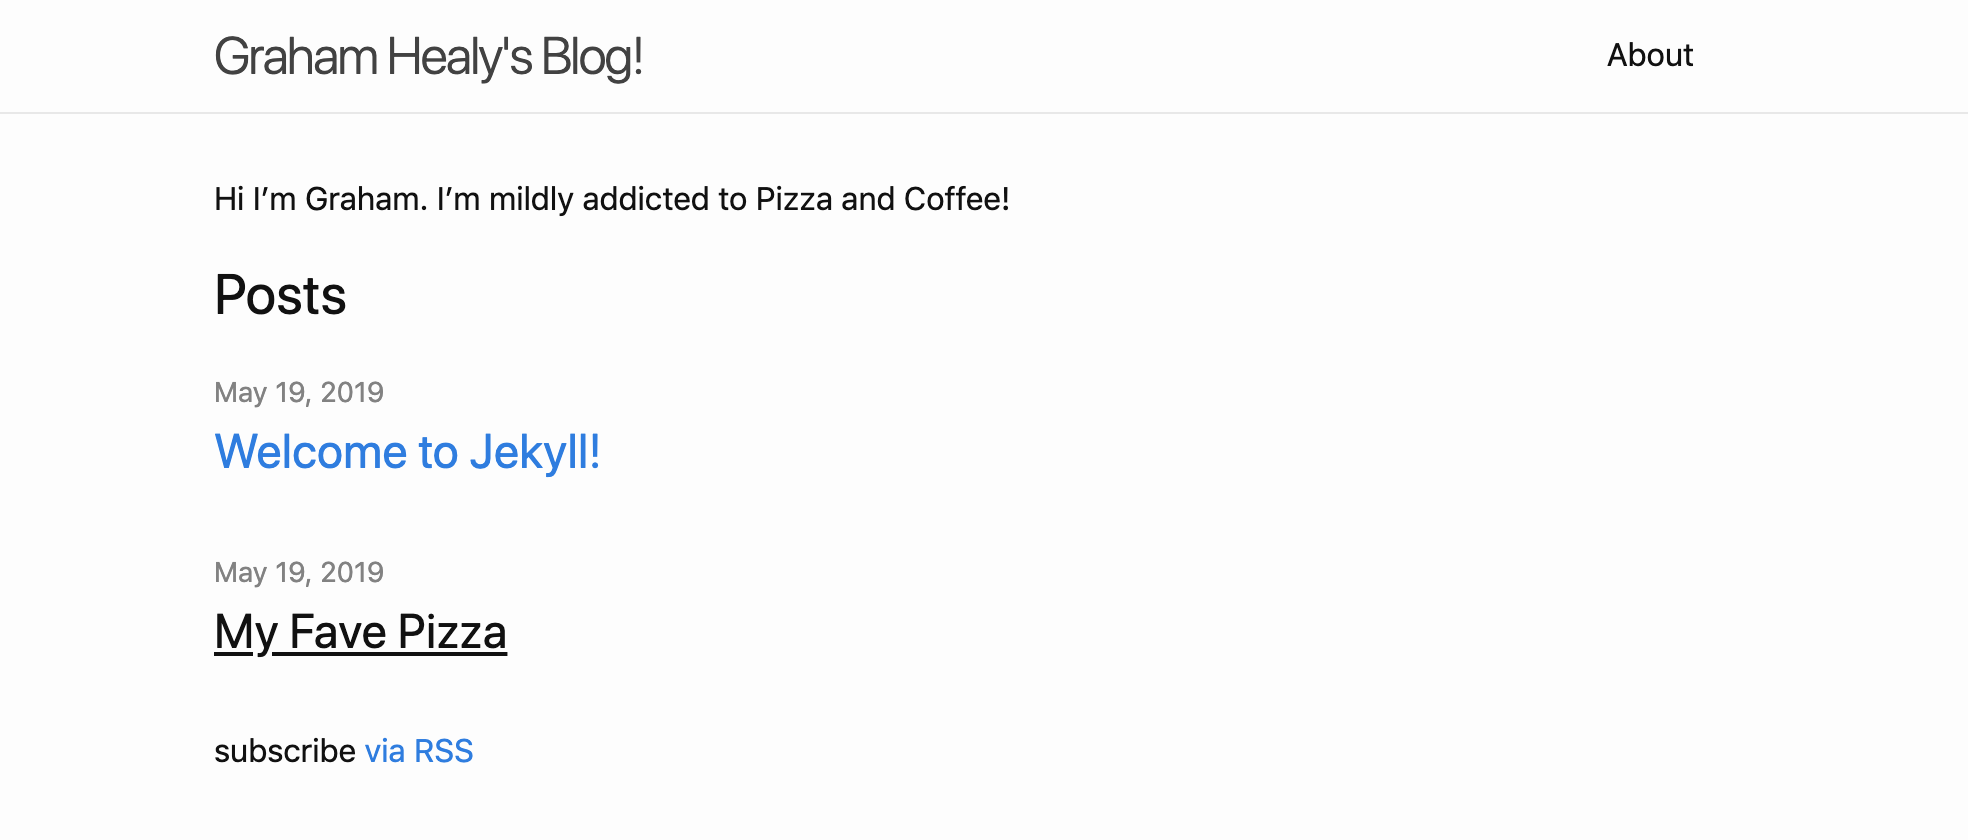 Graham Healy's Blog!
About
Hi I’m Graham. I’m mildly addicted to Pizza and Coffee!
Posts
May 19, 2019
Welcome to Jekyll!
May 19, 2019
My Fave Pizza
subscribe via RSS